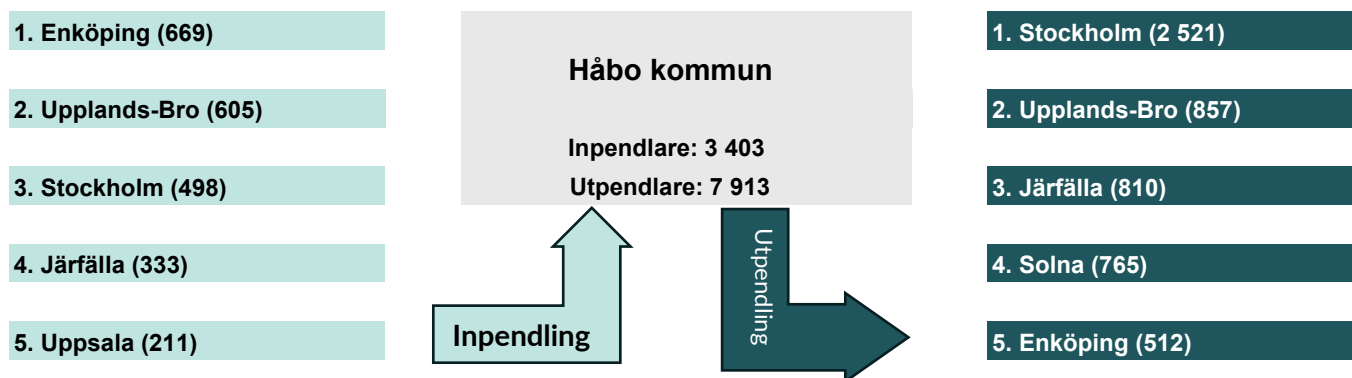 1. Enköping (669)
2. Upplands-Bro (605)
3. Stockholm (498)
4. Järfälla (333)
5. Uppsala (211)
Håbo kommun
Inpendlare: 3 403
Utpendlare: 7 913
Inpendling
Utpendling
1. Stockholm (2 521)
2. Upplands-Bro (857)
3. Järfälla (810)
4. Solna (765)
5. Enköping (512)